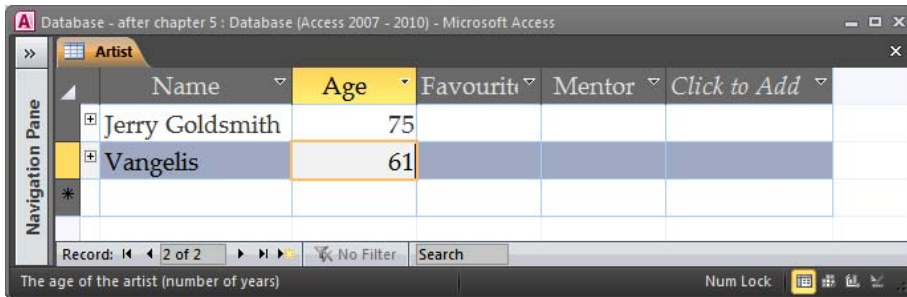 Database - after chapter 5 : Database (Access 2007 - 2010) - Microsoft Access
Artist
Name Age Favourite Mentor Click to Add
Jerry Goldsmith 75
Vangelis 61
Navigation Pane
Record: 2 of 2 No Filter Search
The age of the artist (number of years) Num Lock